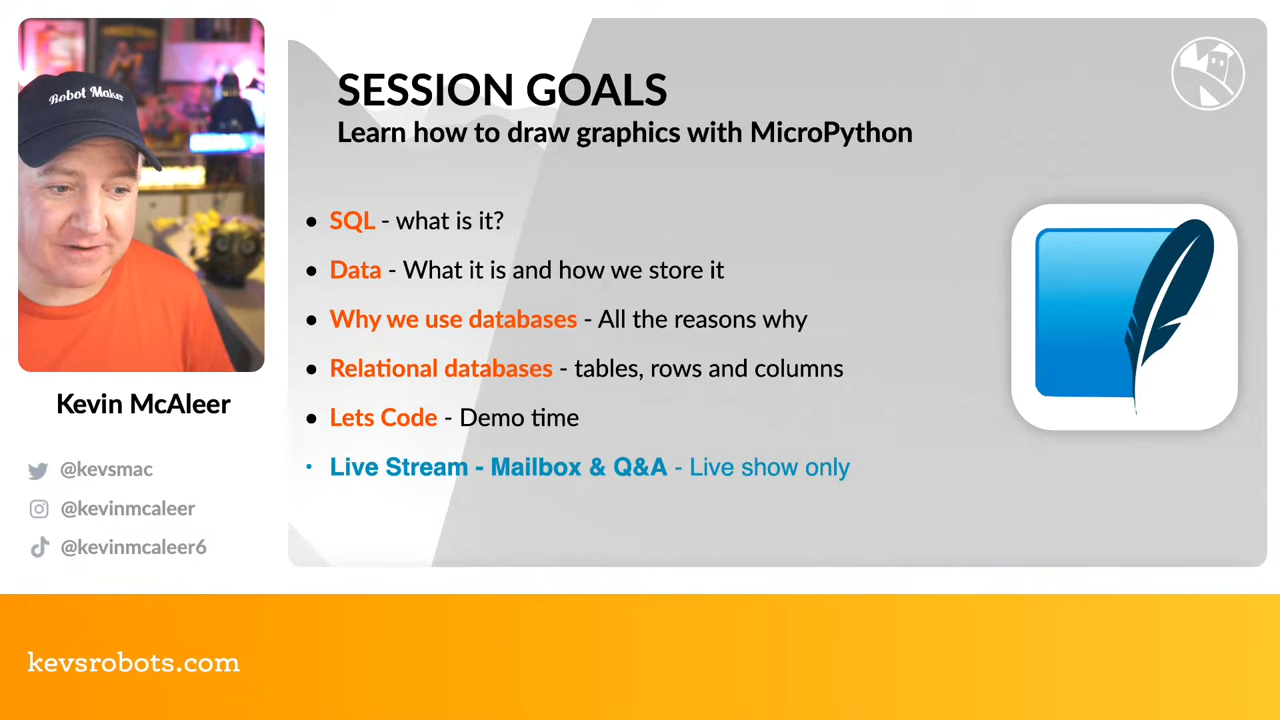 Robot Maker
SESSION GOALS
Learn how to draw graphics with MicroPython
• SQL - what is it?
• Data - What it is and how we store it
• Why we use databases - All the reasons why
• Relational databases - tables, rows and columns
• Lets Code - Demo time
• Live Stream - Mailbox & Q&A - Live show only
Kevin McAleer
@kevsmac
@kevinmcaleer
@kevinmcaleer6
kevsrobots.com